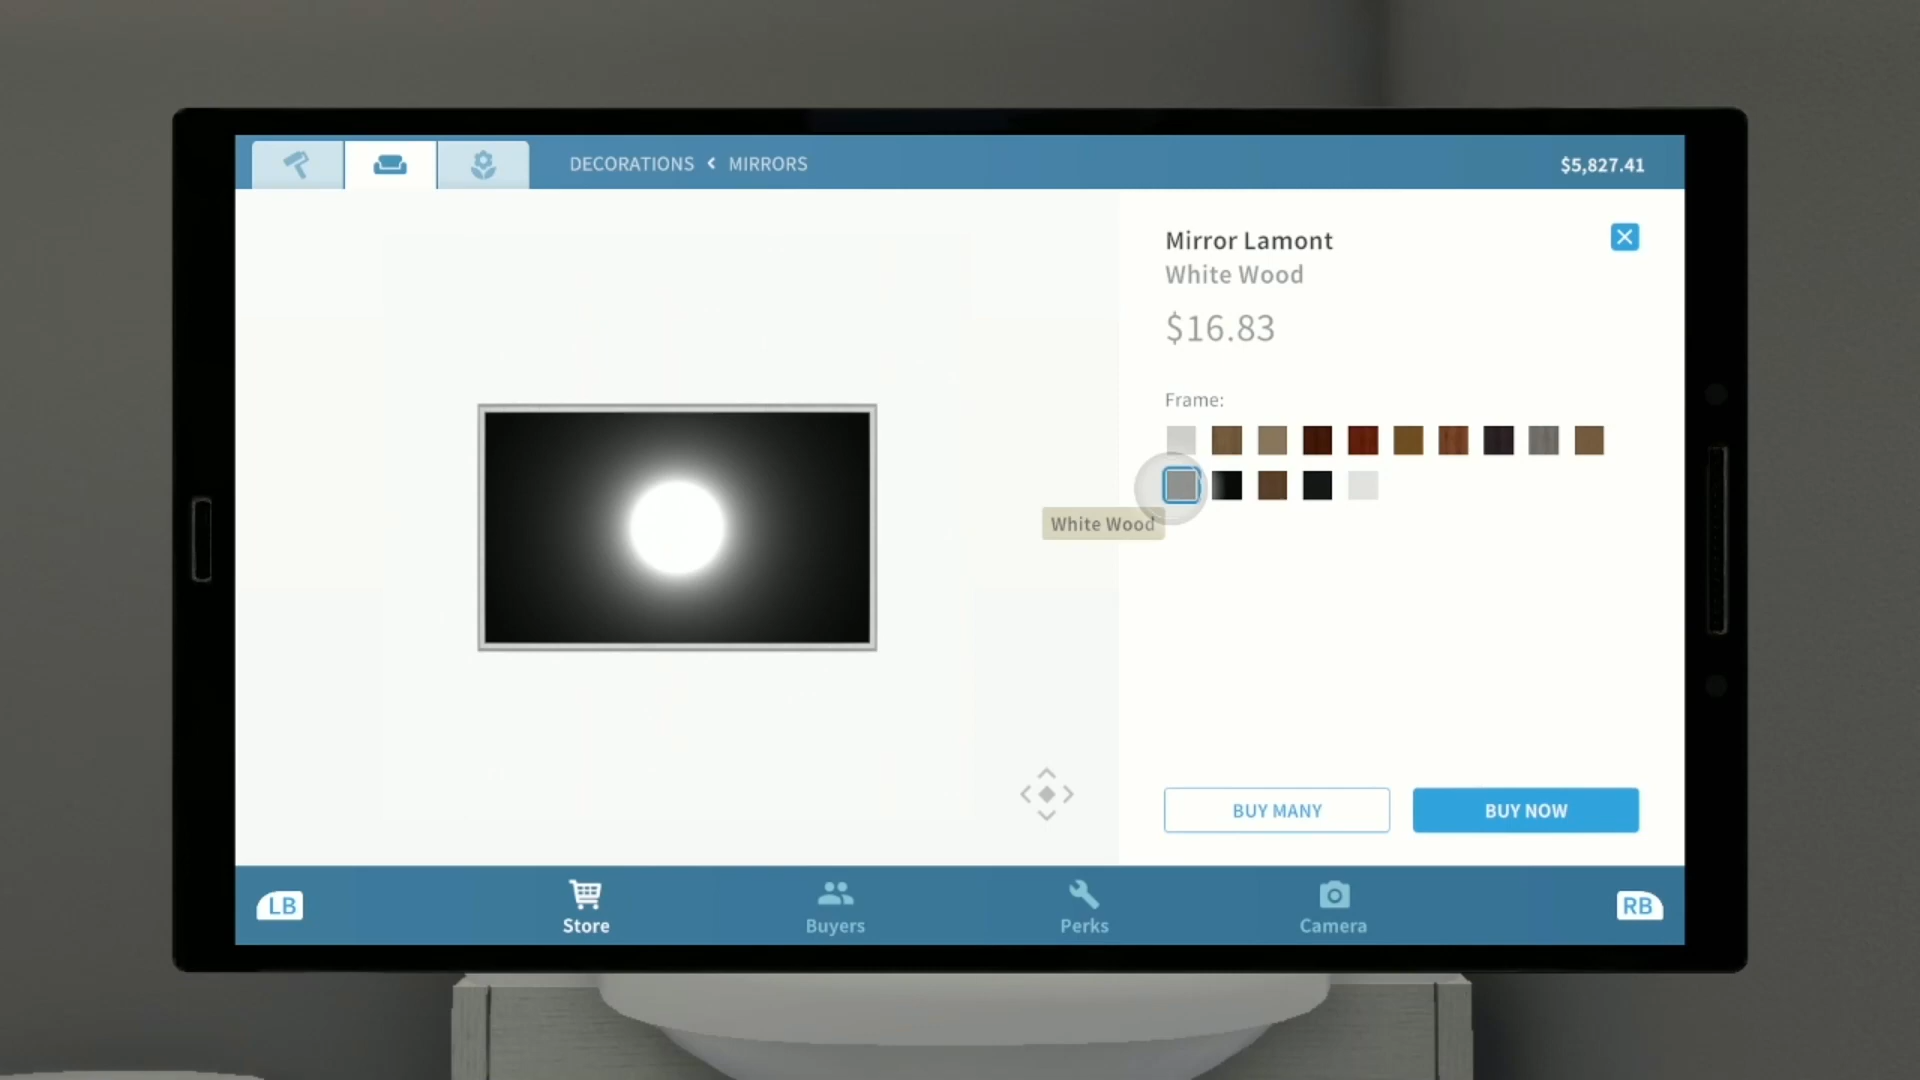 DECORATIONS < MIRRORS
$5,827.41
Mirror Lamont
White Wood
$16.83
Frame:
White Wood
BUY MANY
BUY NOW
LB
Store
Buyers
Perks
Camera
RB